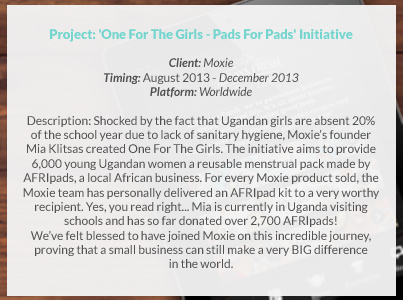 Project: 'One For The Girls - Pads For Pads' Initiative
Client: Moxie
Timing: August 2013 - December 2013
Platform: Worldwide
Description: Shocked by the fact that Ugandan girls are absent 20%
of the school year due to lack of sanitary hygiene, Moxie's founder
Mia Klitsas created One For The Girls. The initiative aims to provide
6,000 young Ugandan women a reusable menstrual pack made by
AFRIpads, a local African business. For every Moxie product sold, the
Moxie team has personally delivered an AFRIpad kit to a very worthy
recipient. Yes, you read right... Mia is currently in Uganda visiting
schools and has so far donated over 2,700 AFRIpads!
We've felt blessed to have joined Moxie on this incredible journey,
proving that a small business can still make a very BIG difference
in the world.